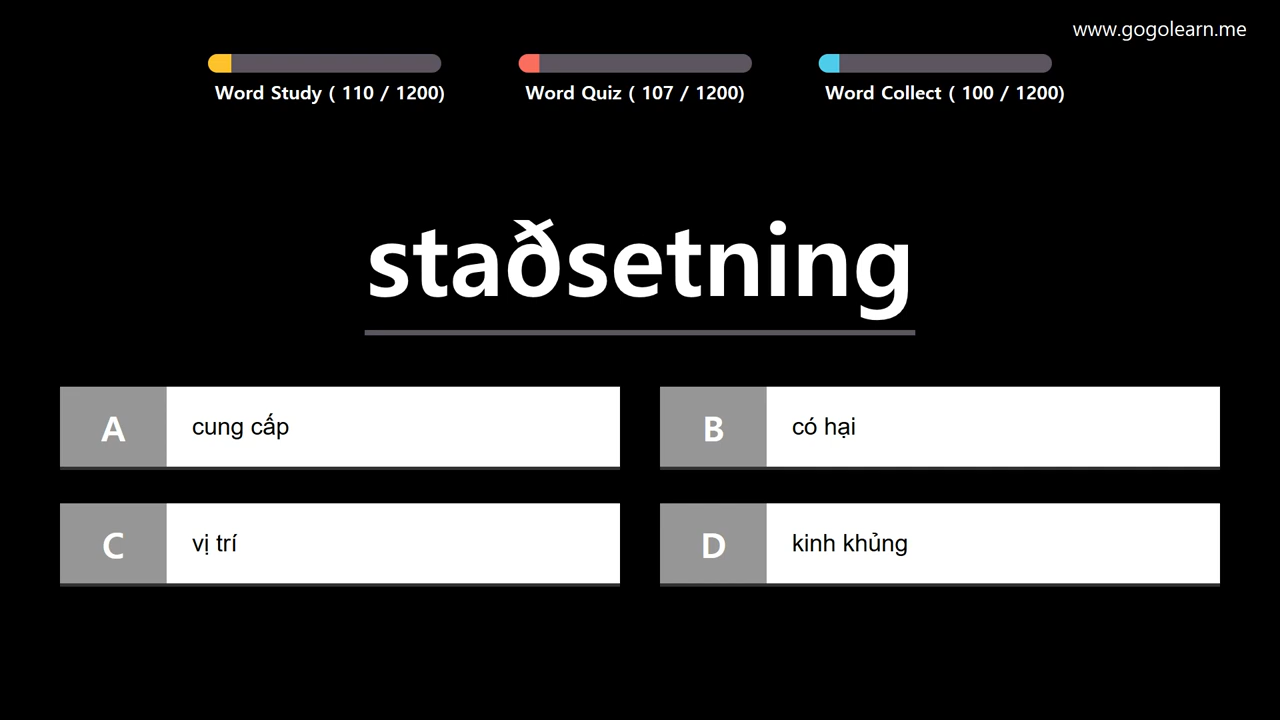 www.gogolearn.me
Word Study ( 110 / 1200)
Word Quiz ( 107 / 1200)
Word Collect ( 100 / 1200)
staðsetning
A
cung cấp
B
có hại
C
vị trí
D
kinh khủng